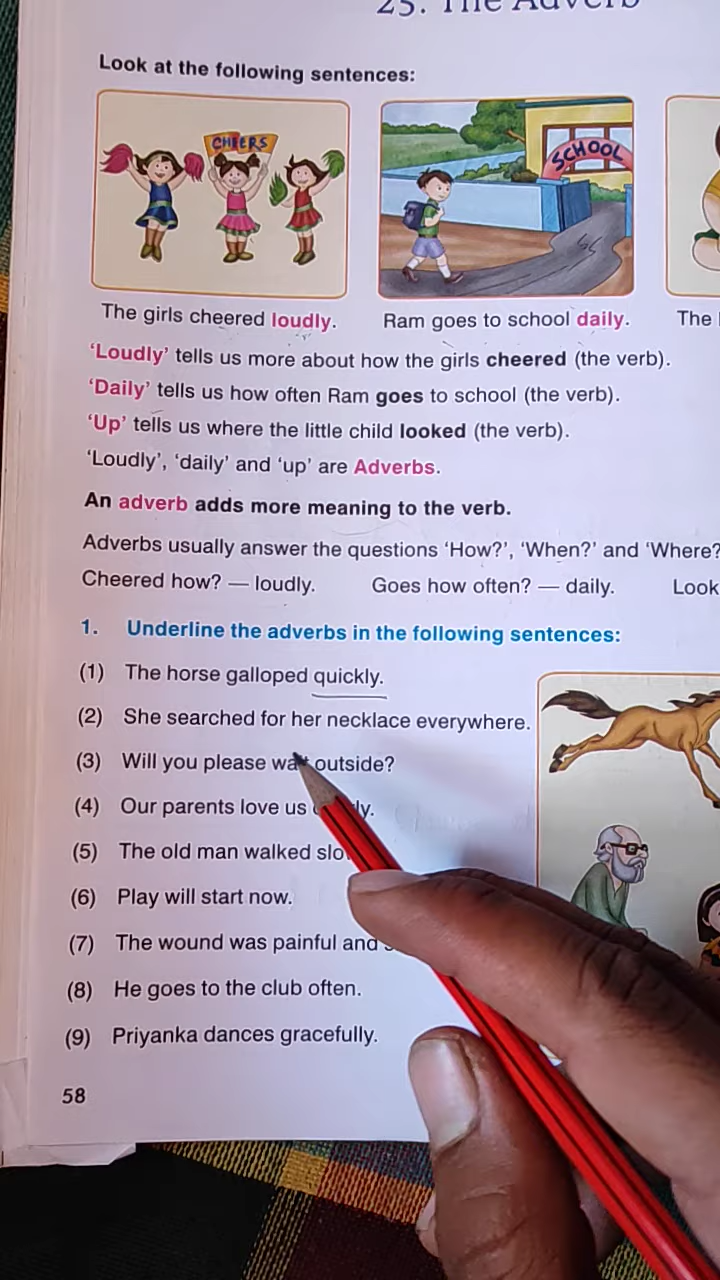 25. The Adverb
Look at the following sentences:
CHEERS
SCHOOL
The girls cheered loudly.
Ram goes to school daily.
The
'Loudly' tells us more about how the girls cheered (the verb).
'Daily' tells us how often Ram goes to school (the verb).
'Up' tells us where the little child looked (the verb).
'Loudly', 'daily' and 'up' are Adverbs.
An adverb adds more meaning to the verb.
Adverbs usually answer the questions 'How?', 'When?' and 'Where?
Cheered how? — loudly. Goes how often? — daily. Look
1. Underline the adverbs in the following sentences:
(1) The horse galloped quickly.
(2) She searched for her necklace everywhere.
(3) Will you please wait outside?
(4) Our parents love us
(5) The old man walked
(6) Play will start now.
(7) The wound was painful and
(8) He goes to the club often.
(9) Priyanka dances gracefully.
58